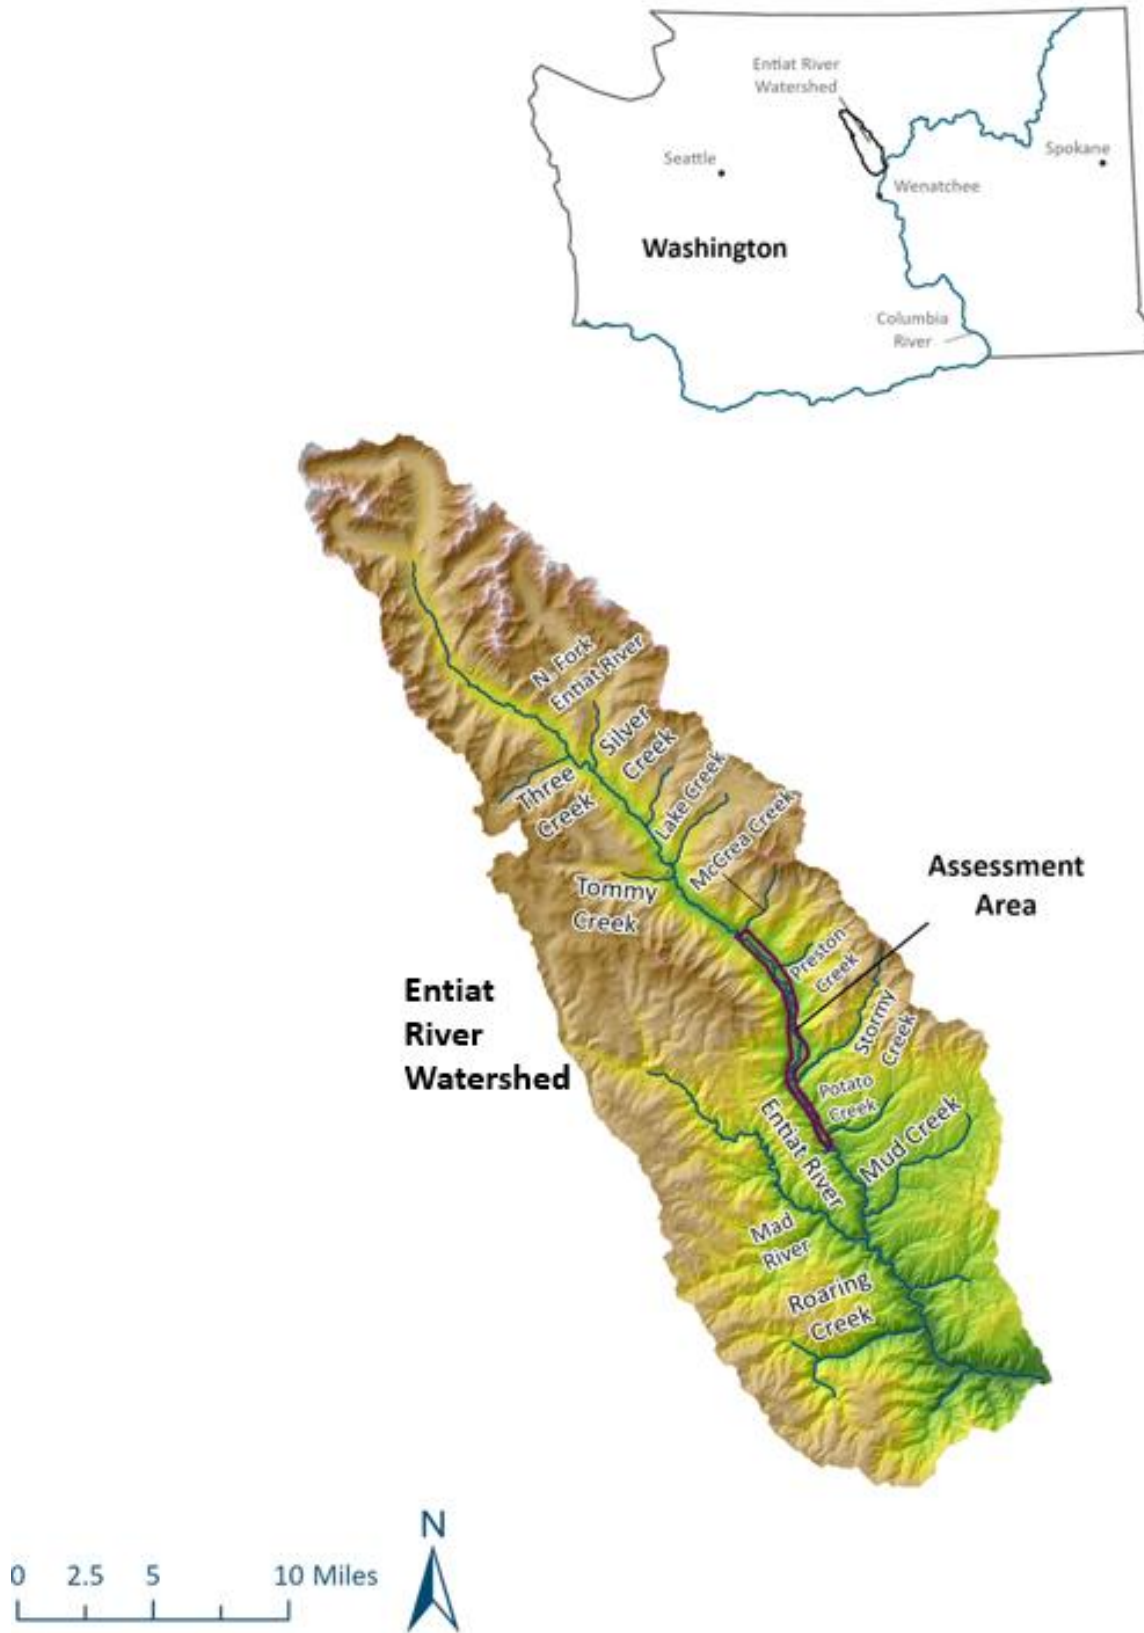 Entiat River
Watershed
Seattle
Spokane
Wenatchee
Washington
Columbia
River
N. Fork
Entiat River
Silver
Creek
Three
Creek
Lake Creek
McCrea Creek
Tommy
Creek
Assessment
Area
Preston
Creek
Stormy
Creek
Entiat
River
Watershed
Potato
Creek
Entiat River
Mud Creek
Mad
River
Roaring
Creek
N
0 2.5 5 10 Miles